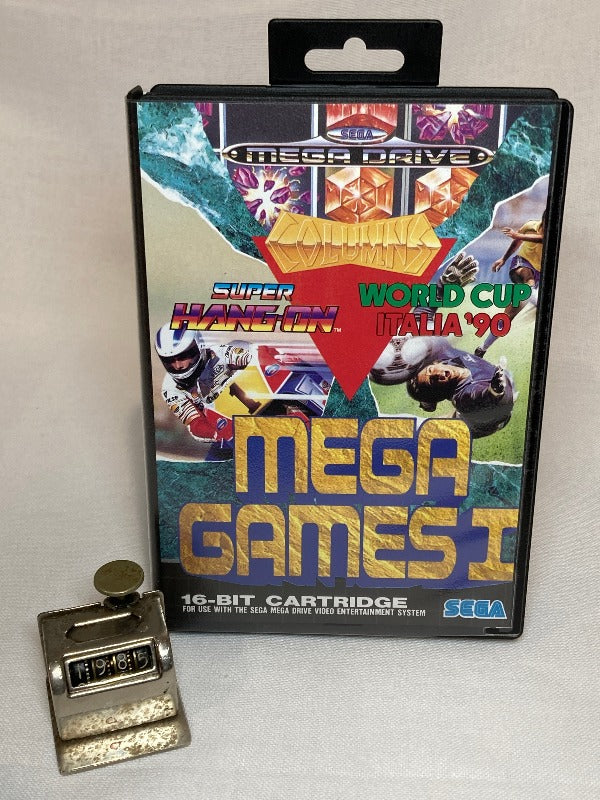 SEGA
MEGA DRIVE
COLUMNS
SUPER
HANG-ON™
WORLD CUP
ITALIA '90
MEGA
GAMES I
16-BIT CARTRIDGE
FOR USE WITH THE SEGA MEGA DRIVE VIDEO ENTERTAINMENT SYSTEM
SEGA
1985